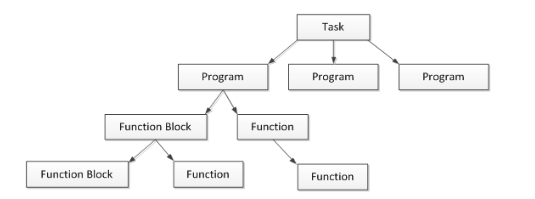 Task
Program
Program
Program
Function Block
Function
Function Block
Function
Function